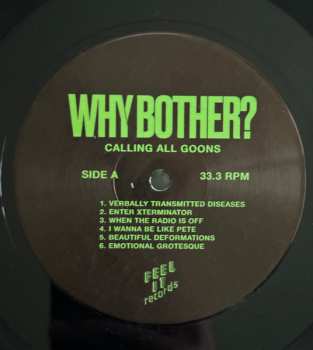 WHY BOTHER?
CALLING ALL GOONS
SIDE A 33.3 RPM
1. VERBALLY TRANSMITTED DISEASES
2. ENTER XTERMINATOR
3. WHEN THE RADIO IS OFF
4. I WANNA BE LIKE PETE
5. BEAUTIFUL DEFORMATIONS
6. EMOTIONAL GROTESQUE
FEEL
IT
records